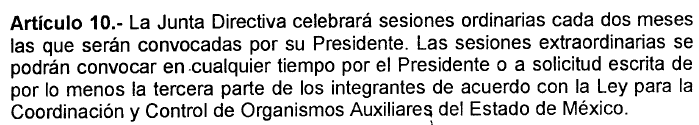 Artículo 10.- La Junta Directiva celebrará sesiones ordinarias cada dos meses
las que serán convocadas por su Presidente. Las sesiones extraordinarias se
podrán convocar en cualquier tiempo por el Presidente o a solicitud escrita de
por lo menos la tercera parte de los integrantes de acuerdo con la Ley para la
Coordinación y Control de Organismos Auxiliares del Estado de México.